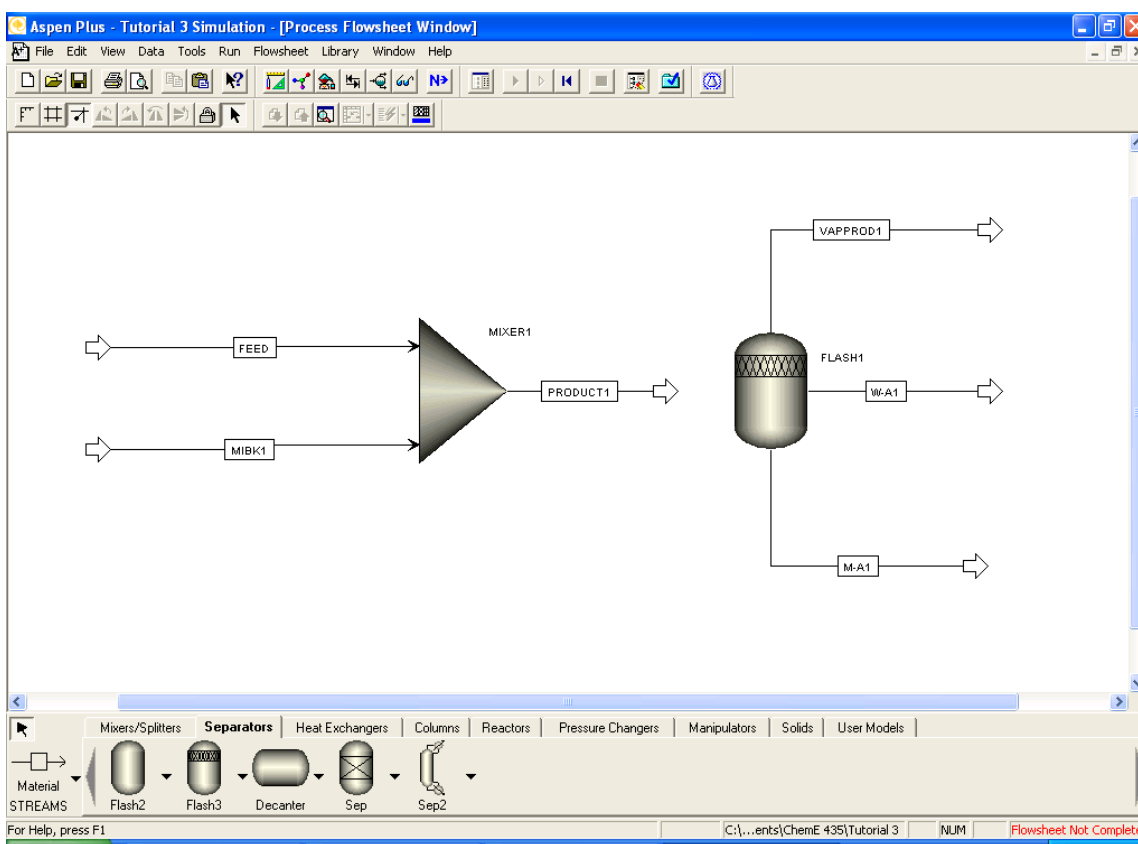 Aspen Plus - Tutorial 3 Simulation - [Process Flowsheet Window]
File Edit View Data Tools Run Flowsheet Library Window Help
N>
VAPPROD1
MIXER1
FEED
FLASH1
PRODUCT1
W-A1
MIBK1
M-A1
Mixers/Splitters Separators Heat Exchangers Columns Reactors Pressure Changers Manipulators Solids User Models
Material
STREAMS Flash2 Flash3 Decanter Sep Sep2
For Help, press F1 C:\...ents\ChemE 435\Tutorial 3 NUM Flowsheet Not Complete